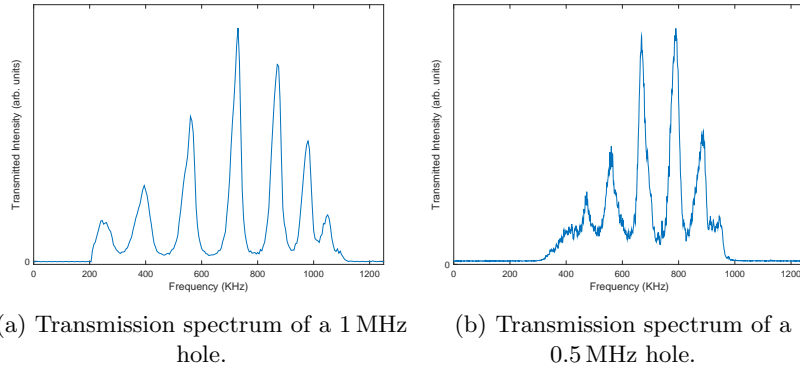 Transmitted Intensity (arb. units)
0
0 200 400 600 800 1000 1200
Frequency (KHz)
Transmitted Intensity (arb. units)
0
0 200 400 600 800 1000 1200
Frequency (KHz)
(a) Transmission spectrum of a 1 MHz
hole.
(b) Transmission spectrum of a
0.5 MHz hole.